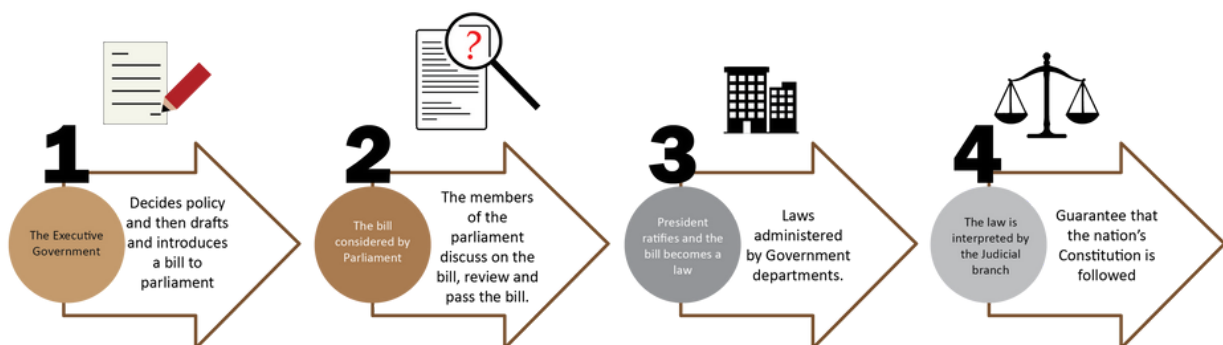 ?
1
The Executive
Government
Decides policy
and then drafts
and introduces
a bill to
parliament
2
The bill
considered by
Parliament
The members
of the
parliament
discuss on the
bill, review and
pass the bill.
3
President
ratifies and the
bill becomes a
law
Laws
administered
by Government
departments.
4
The law is
interpreted by
the Judicial
branch
Guarantee that
the nation’s
Constitution is
followed